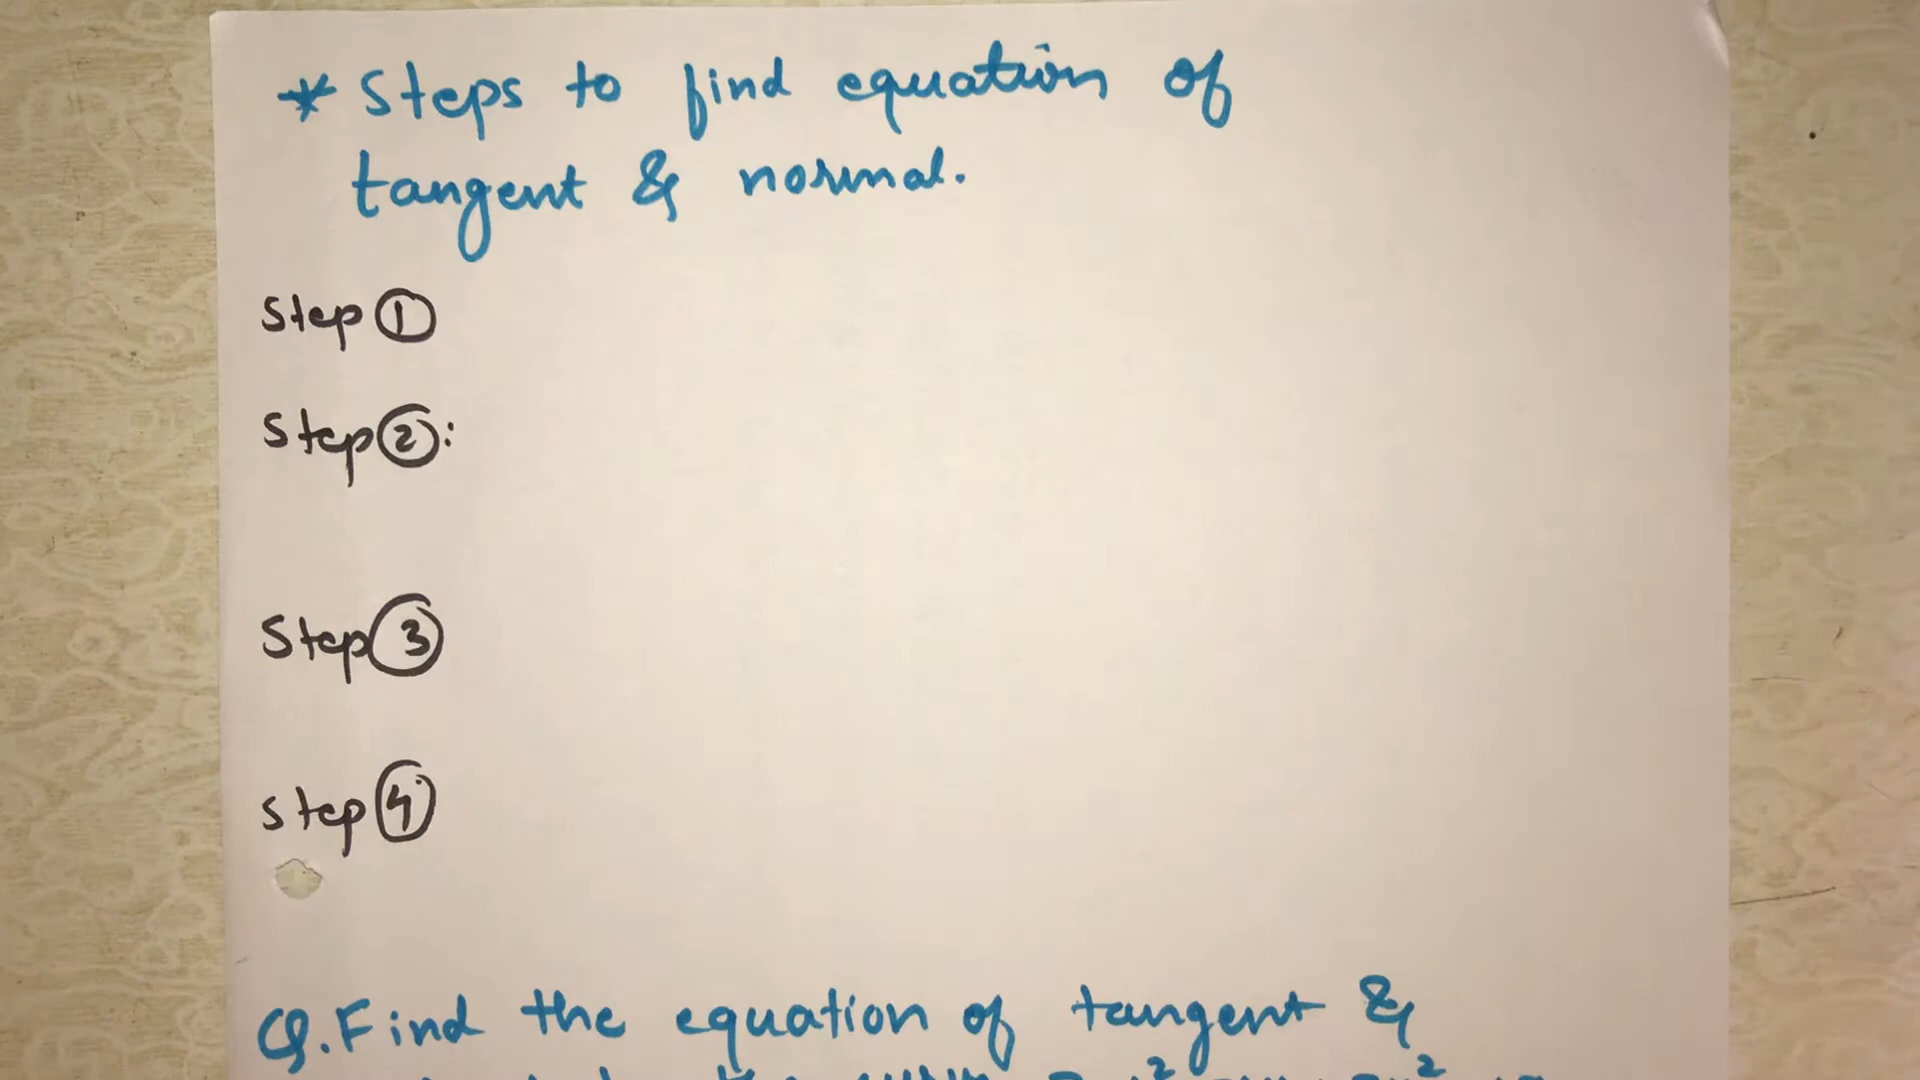 * Steps to find equation of
tangent & normal.
Step ①
Step ②:
Step ③
Step ④
Q. Find the equation of tangent &